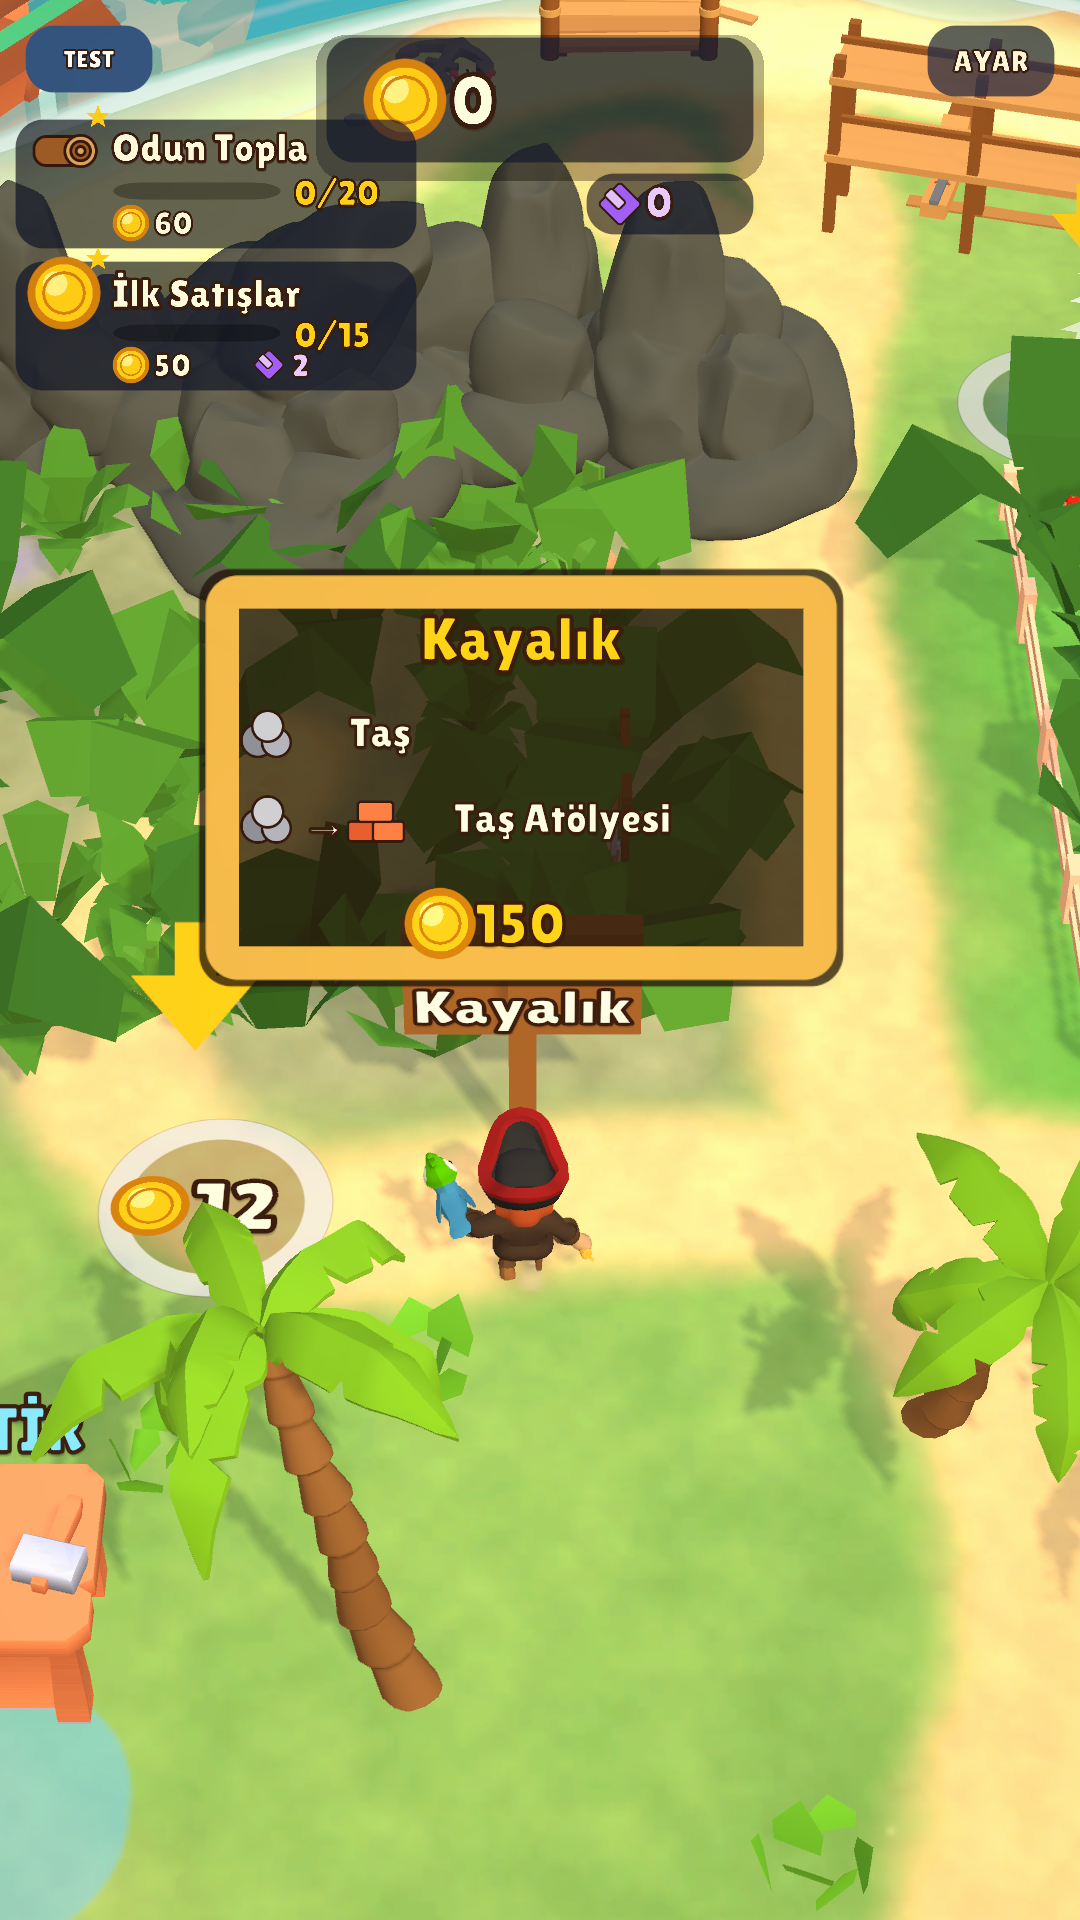 TEST
0
AYAR
Odun Topla
0/20
60
0
İlk Satışlar
0/15
50
2
Kayalık
Taş
→
Taş Atölyesi
150
Kayalık
12
TİR